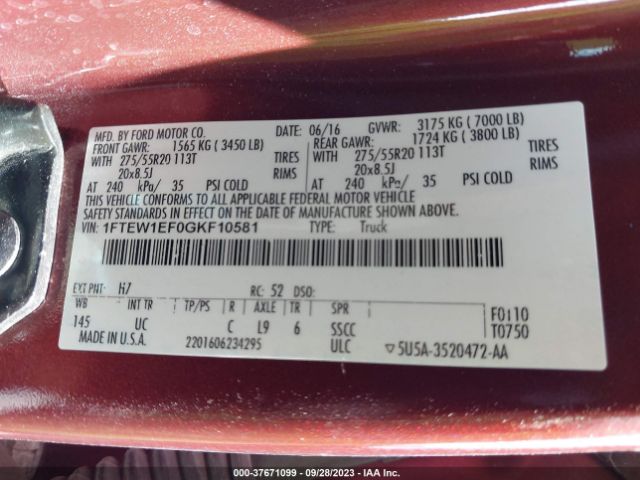 MFD. BY FORD MOTOR CO. DATE: 06/16 GVWR: 3175 KG ( 7000 LB)
FRONT GAWR: 1565 KG ( 3450 LB) REAR GAWR: 1724 KG ( 3800 LB)
WITH 275/55R20 113T TIRES WITH 275/55R20 113T TIRES
20x8.5J RIMS 20x8.5J RIMS
AT 240 kPa/ 35 PSI COLD AT 240 kPa/ 35 PSI COLD
THIS VEHICLE CONFORMS TO ALL APPLICABLE FEDERAL MOTOR VEHICLE
SAFETY STANDARDS IN EFFECT ON THE DATE OF MANUFACTURE SHOWN ABOVE.
VIN: 1FTEW1EF0GKF10581 TYPE: Truck
EXT PNT: H7 RC: 52 DSO:
WB INT TR TP/PS R AXLE TR SPR F0110
145 UC C L9 6 SSCC T0750
MADE IN U.S.A. 2201606234295 ULC ▽5U5A-3520472-AA
000-37671099 • 09/28/2023 • IAA Inc.